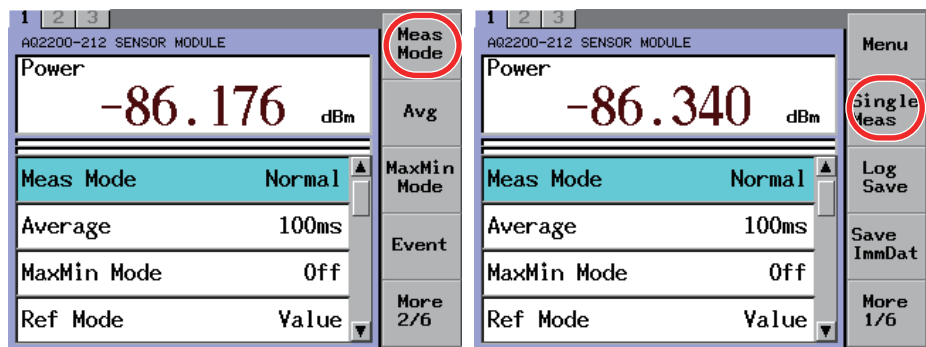 1 2 3
AQ2200-212 SENSOR MODULE
Power
-86.176 dBm
Meas Mode Normal
Average 100ms
MaxMin Mode Off
Ref Mode Value
Meas
Mode
Avg
MaxMin
Mode
Event
More
2/6
1 2 3
AQ2200-212 SENSOR MODULE
Power
-86.340 dBm
Meas Mode Normal
Average 100ms
MaxMin Mode Off
Ref Mode Value
Menu
Single
Meas
Log
Save
Save
ImmDat
More
1/6